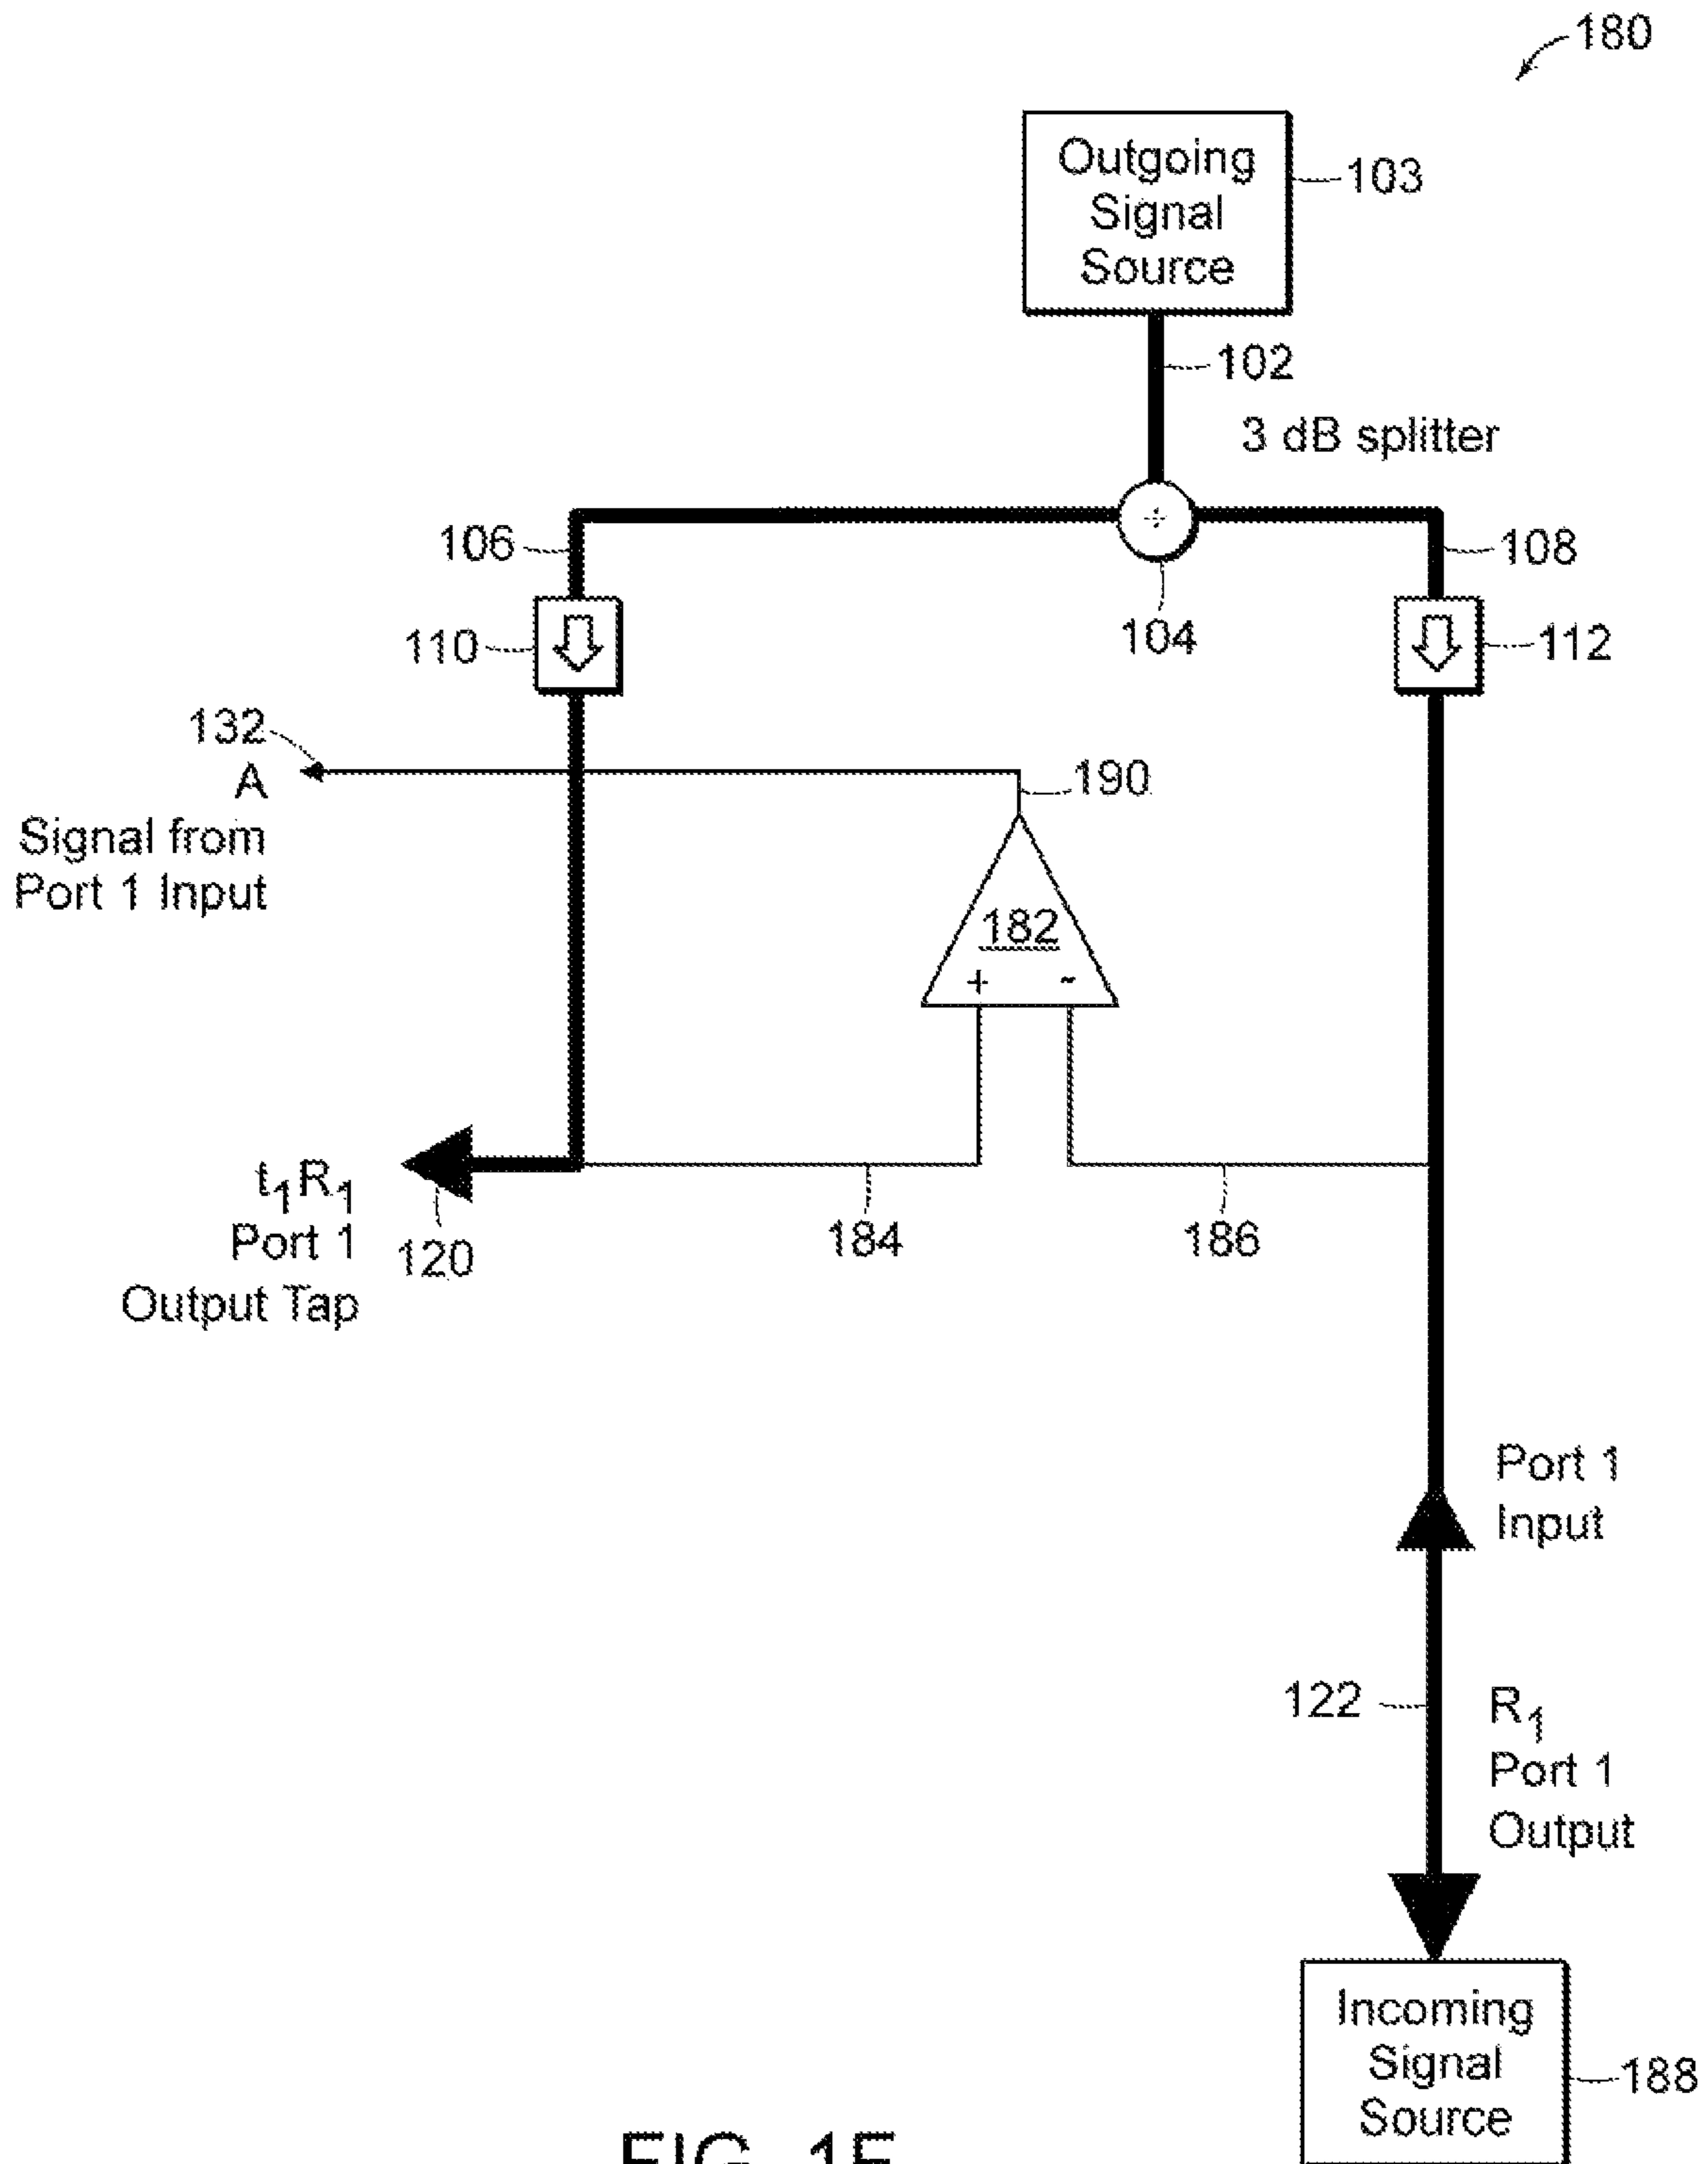 180
Outgoing
Signal
Source
103
102
3 dB splitter
106
108
104
110
112
132
A
Signal from
Port 1 Input
190
182
+ -
t1R1
Port 1
Output Tap
120
184
186
Port 1
Input
122
R1
Port 1
Output
Incoming
Signal
Source
188